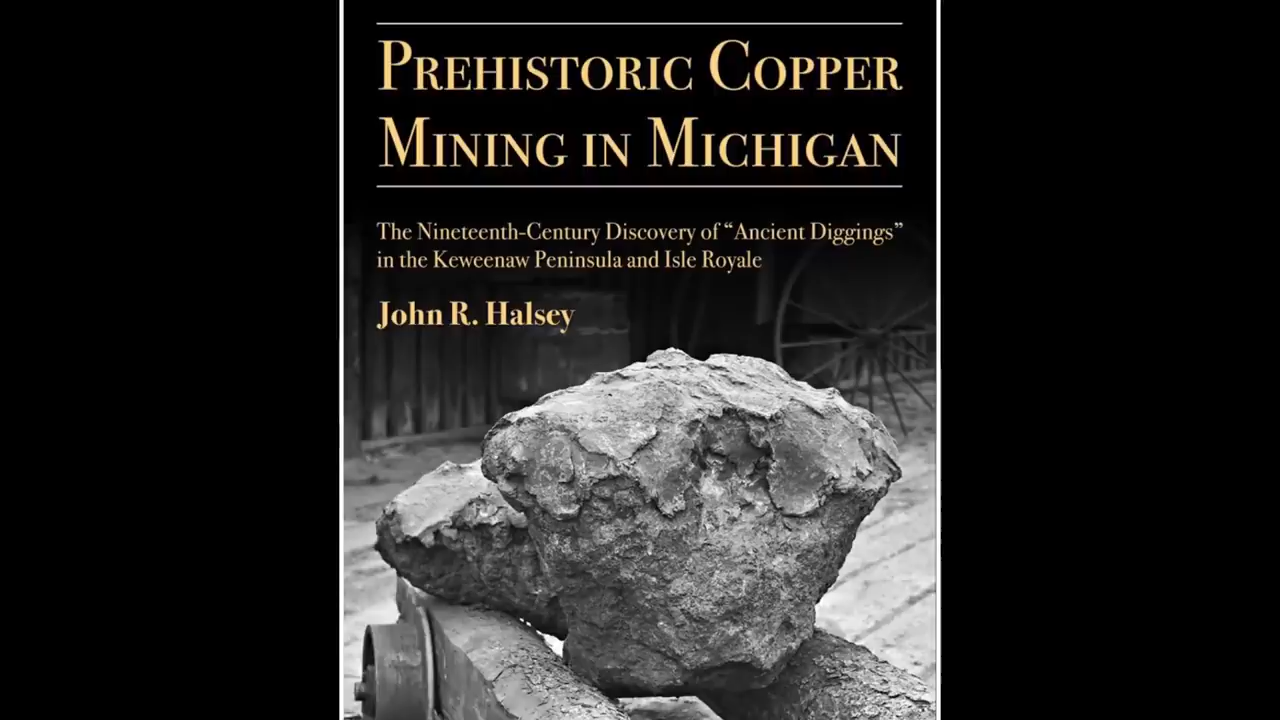 PREHISTORIC COPPER
MINING IN MICHIGAN
The Nineteenth-Century Discovery of “Ancient Diggings”
in the Keweenaw Peninsula and Isle Royale
John R. Halsey